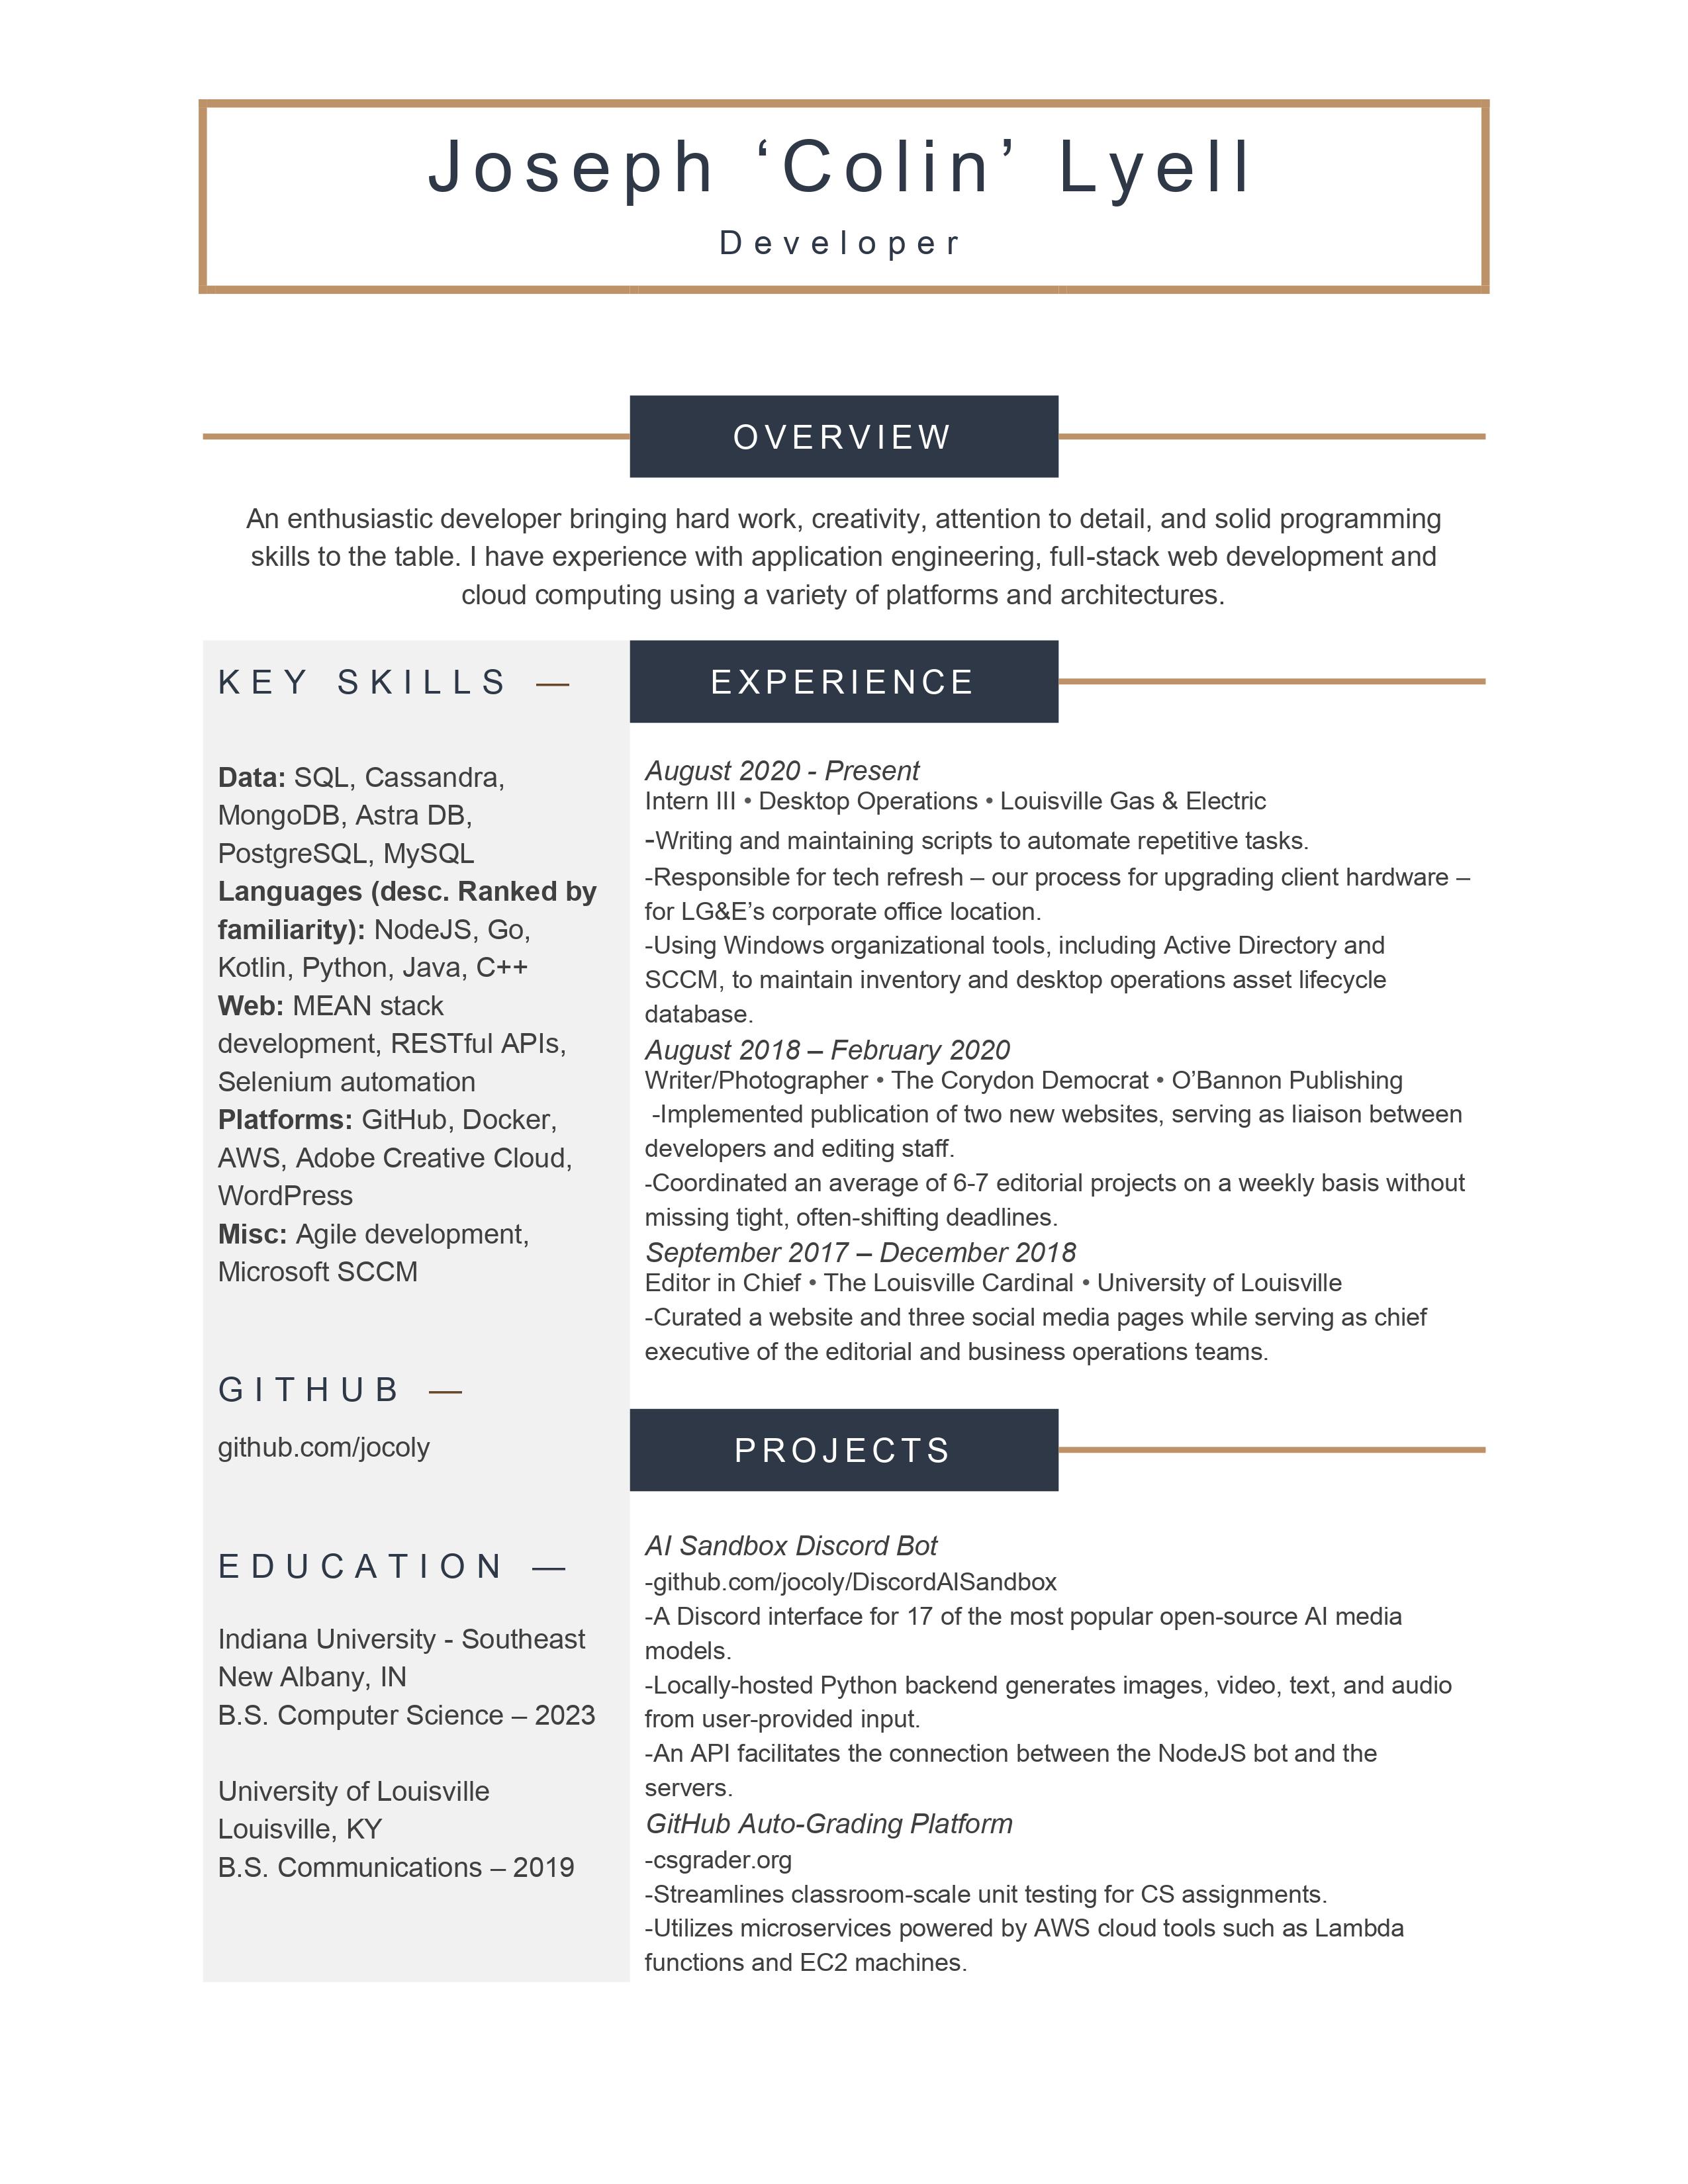 Joseph ‘Colin’ Lyell
Developer
OVERVIEW
An enthusiastic developer bringing hard work, creativity, attention to detail, and solid programming
skills to the table. I have experience with application engineering, full-stack web development and
cloud computing using a variety of platforms and architectures.
KEY SKILLS —
Data: SQL, Cassandra,
MongoDB, Astra DB,
PostgreSQL, MySQL
Languages (desc. Ranked by
familiarity): NodeJS, Go,
Kotlin, Python, Java, C++
Web: MEAN stack
development, RESTful APIs,
Selenium automation
Platforms: GitHub, Docker,
AWS, Adobe Creative Cloud,
WordPress
Misc: Agile development,
Microsoft SCCM
GITHUB —
github.com/jocoly
EDUCATION —
Indiana University - Southeast
New Albany, IN
B.S. Computer Science – 2023
University of Louisville
Louisville, KY
B.S. Communications – 2019
EXPERIENCE
August 2020 - Present
Intern III • Desktop Operations • Louisville Gas & Electric
-Writing and maintaining scripts to automate repetitive tasks.
-Responsible for tech refresh – our process for upgrading client hardware –
for LG&E’s corporate office location.
-Using Windows organizational tools, including Active Directory and
SCCM, to maintain inventory and desktop operations asset lifecycle
database.
August 2018 – February 2020
Writer/Photographer • The Corydon Democrat • O’Bannon Publishing
-Implemented publication of two new websites, serving as liaison between
developers and editing staff.
-Coordinated an average of 6-7 editorial projects on a weekly basis without
missing tight, often-shifting deadlines.
September 2017 – December 2018
Editor in Chief • The Louisville Cardinal • University of Louisville
-Curated a website and three social media pages while serving as chief
executive of the editorial and business operations teams.
PROJECTS
AI Sandbox Discord Bot
-github.com/jocoly/DiscordAISandbox
-A Discord interface for 17 of the most popular open-source AI media
models.
-Locally-hosted Python backend generates images, video, text, and audio
from user-provided input.
-An API facilitates the connection between the NodeJS bot and the
servers.
GitHub Auto-Grading Platform
-csgrader.org
-Streamlines classroom-scale unit testing for CS assignments.
-Utilizes microservices powered by AWS cloud tools such as Lambda
functions and EC2 machines.